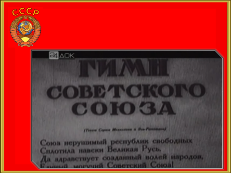 С.С.С.Р.
24 ДОК
ГИМН
СОВЕТСКОГО
СОЮЗА
Союз нерушимый республик свободных
Сплотила навеки Великая Русь.
Да здравствует созданный волей народов,
Единый, могучий Советский Союз!